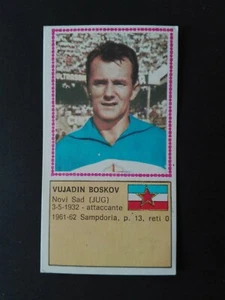 VUJADIN BOSKOV
Novi Sad (JUG)
3-5-1932 - attaccante
1961-62 Sampdoria, p. 13, reti 0